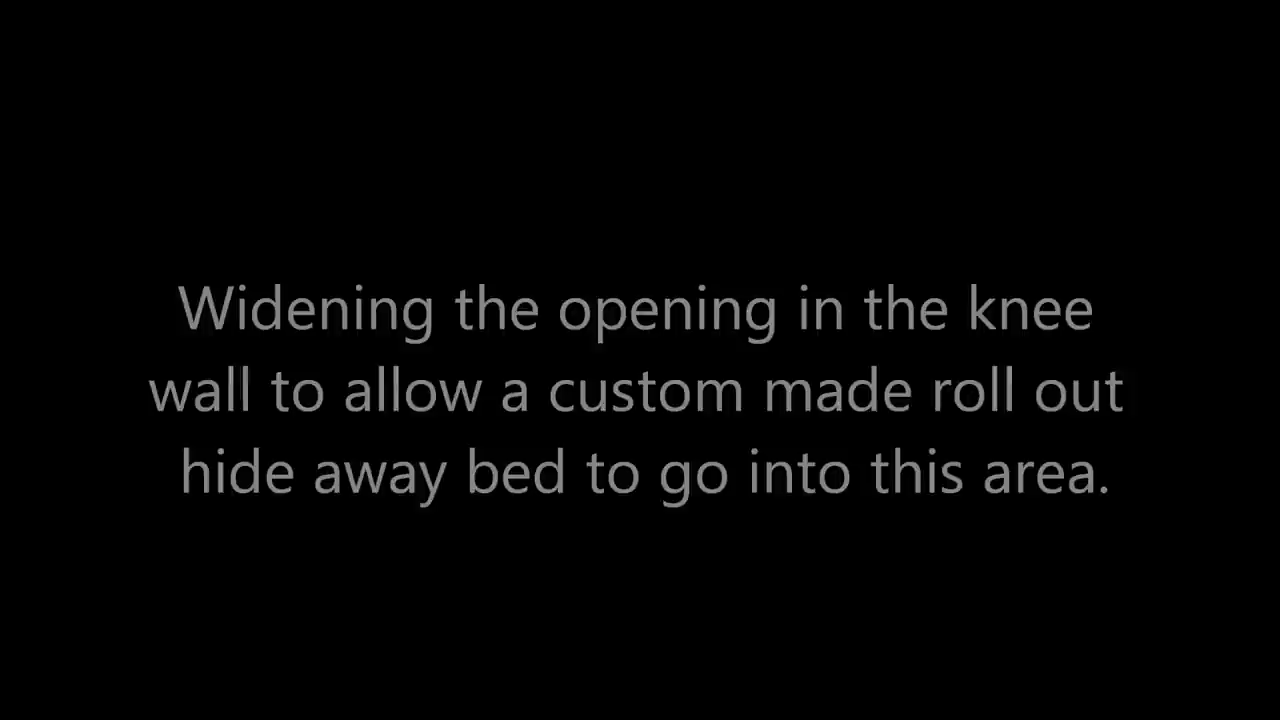 Widening the opening in the knee
wall to allow a custom made roll out
hide away bed to go into this area.